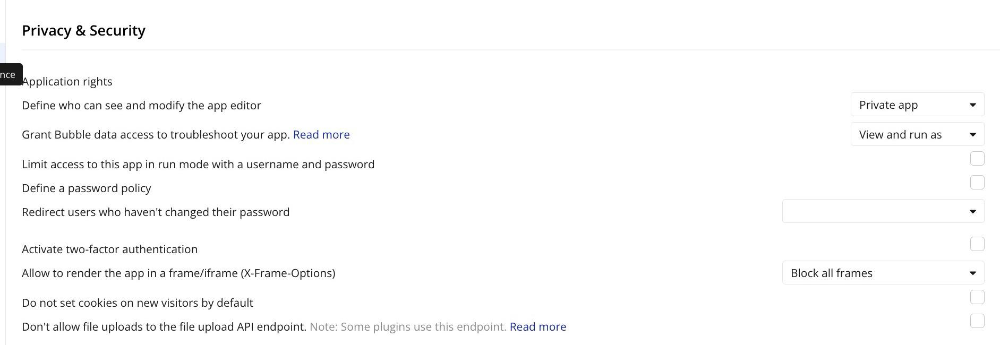 Privacy & Security
nce
Application rights
Define who can see and modify the app editor
Private app
Grant Bubble data access to troubleshoot your app. Read more
View and run as
Limit access to this app in run mode with a username and password
Define a password policy
Redirect users who haven't changed their password
Activate two-factor authentication
Allow to render the app in a frame/iframe (X-Frame-Options)
Block all frames
Do not set cookies on new visitors by default
Don't allow file uploads to the file upload API endpoint. Note: Some plugins use this endpoint. Read more